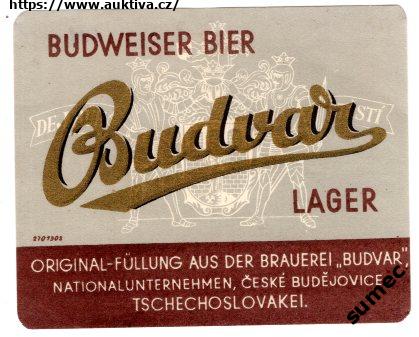 https://www.auktiva.cz/
BUDWEISER BIER
Budvar
LAGER
2701303
ORIGINAL-FÜLLUNG AUS DER BRAUEREI „BUDVAR",
NATIONALUNTERNEHMEN, ČESKÉ BUDĚJOVICE
TSCHECHOSLOVAKEI.
sumec